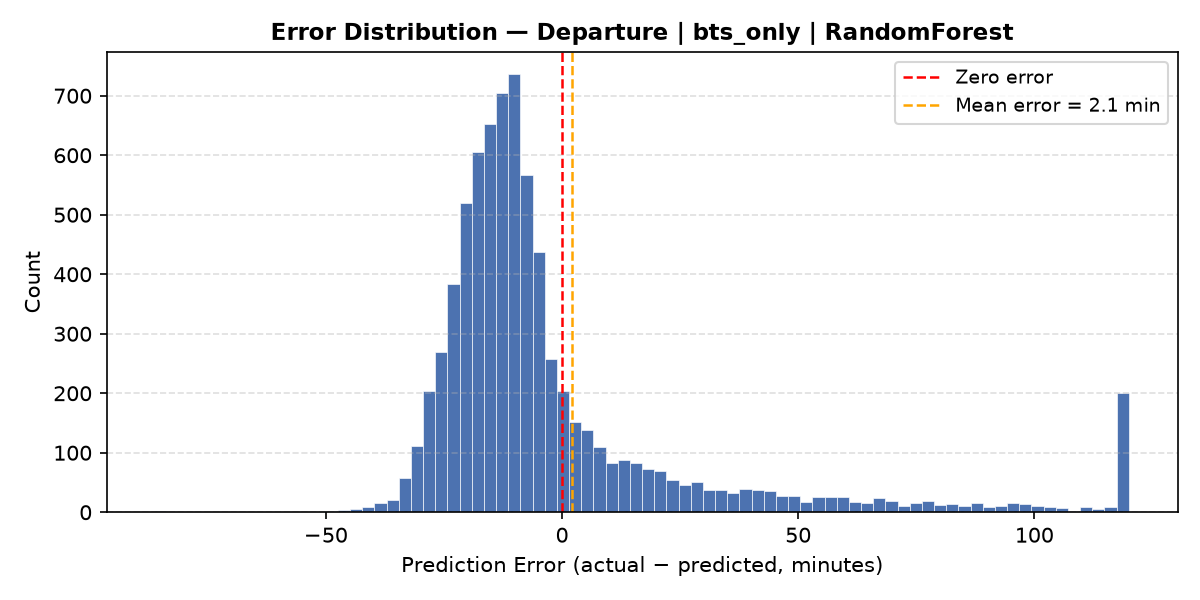 Error Distribution — Departure | bts_only | RandomForest
Zero error
Mean error = 2.1 min
Count
700
600
500
400
300
200
100
0
−50
0
50
100
Prediction Error (actual − predicted, minutes)